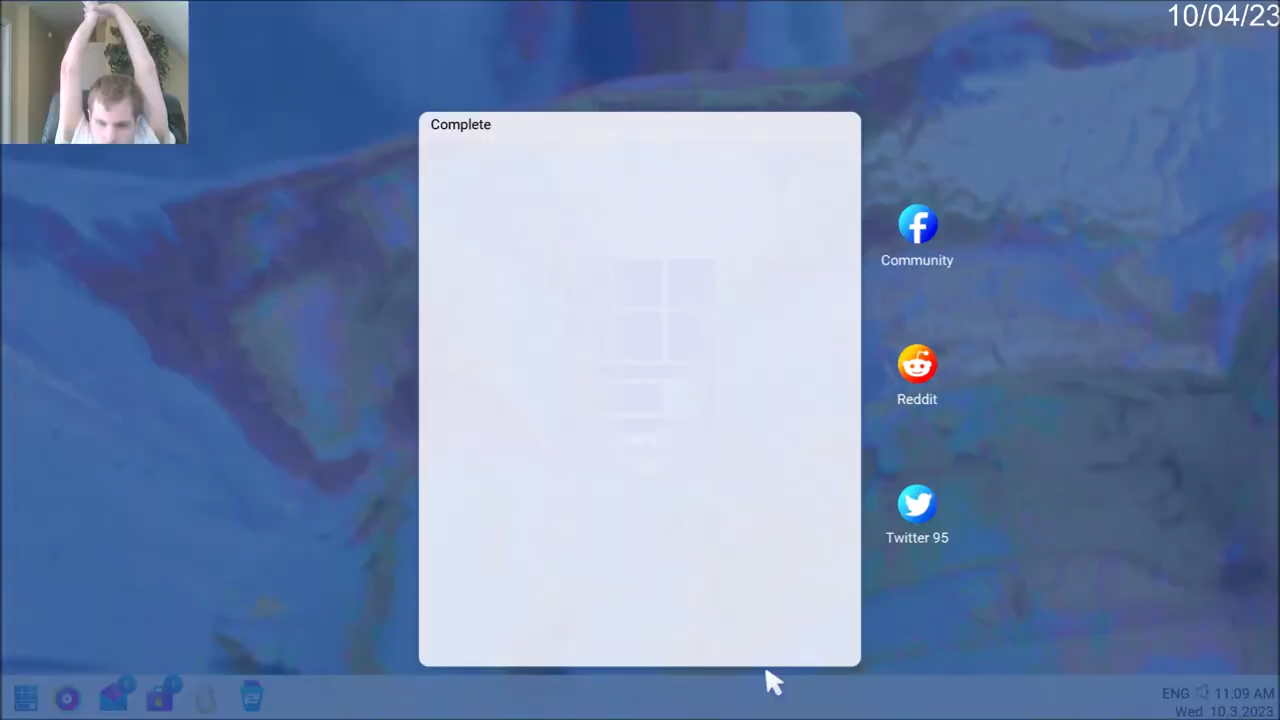 10/04/23
Complete
Community
Reddit
Twitter 95
ENG 11:09 AM
Wed 10.3.2023